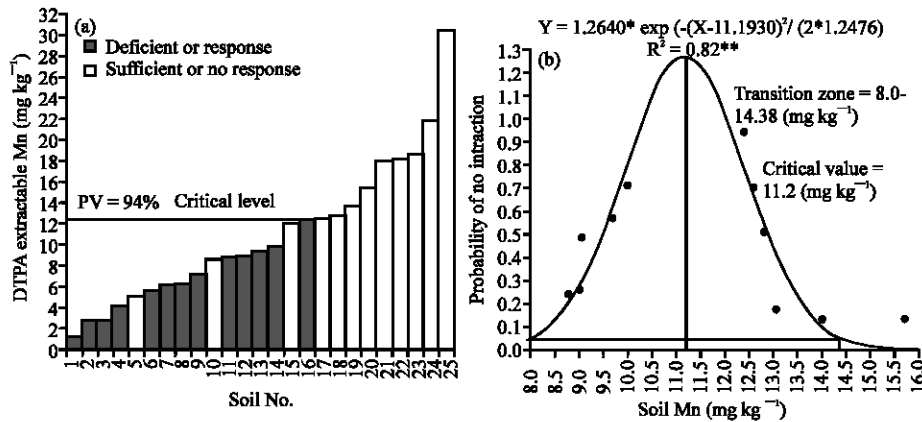 (a)
Deficient or response
Sufficient or no response
PV = 94% Critical level
DTPA extractable Mn (mg kg⁻¹)
32
30
28
26
24
22
20
18
16
14
12
10
8
6
4
2
0
1 2 3 4 5 6 7 8 9 10 11 12 13 14 15 16 17 18 19 20 21 22 23 24 25
Soil No.
Y = 1.2640* exp (-(X-11.1930)²/ (2*1.2476)
R² = 0.82**
(b)
Transition zone = 8.0-
14.38 (mg kg⁻¹)
Critical value =
11.2 (mg kg⁻¹)
Probability of no intraction
1.3
1.2
1.1
1.0
0.8
0.7
0.6
0.5
0.4
0.2
0.1
0.0
8.0 8.5 9.0 9.5 10.0 10.5 11.1 11.5 12.0 12.5 13.0 13.5 14.0 14.5 15.0 15.5 16.0
Soil Mn (mg kg⁻¹)